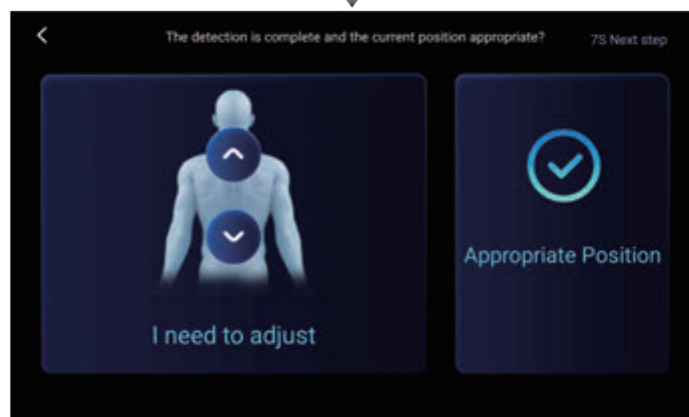 The detection is complete and the current position appropriate?
7S Next step
I need to adjust
Appropriate Position